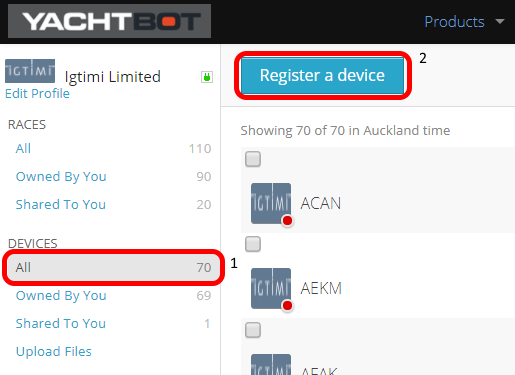 YACHTBOT
Products
IGTIMI
Igtimi Limited
Edit Profile
RACES
All 110
Owned By You 90
Shared To You 20
DEVICES
All 70
1
Owned By You 69
Shared To You 1
Upload Files
Register a device
2
Showing 70 of 70 in Auckland time
IGTIMI
ACAN
IGTIMI
AEKM
IGTIMI